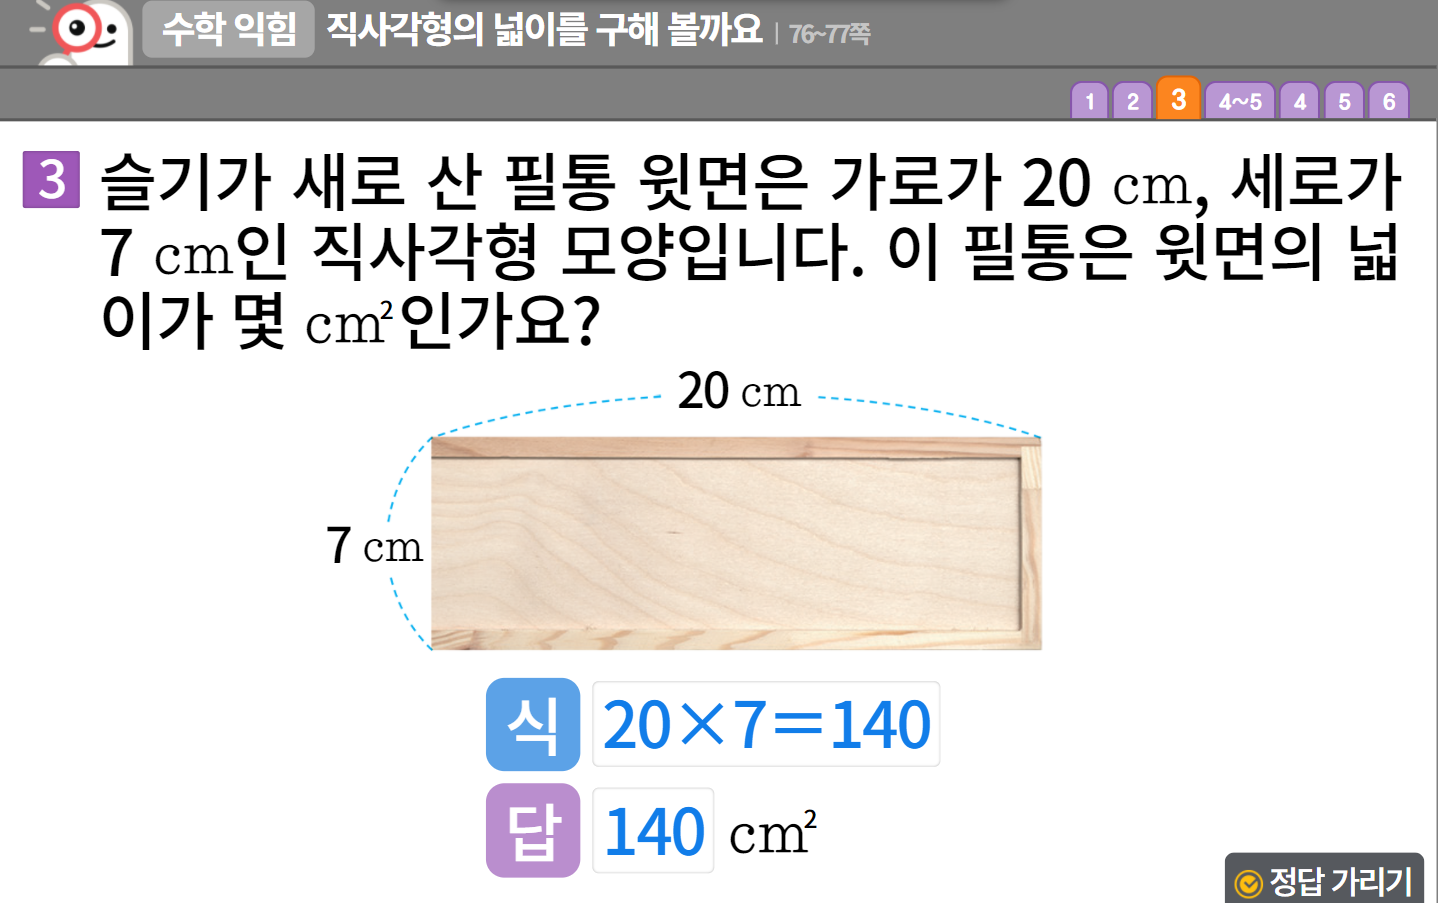 수학 익힘 직사각형의 넓이를 구해 볼까요 | 76~77쪽
1 2 3 4~5 4 5 6
3 슬기가 새로 산 필통 윗면은 가로가 20 cm, 세로가
7 cm인 직사각형 모양입니다. 이 필통은 윗면의 넓
이가 몇 cm²인가요?
20 cm
7 cm
식 20×7=140
답 140 cm²
정답 가리기